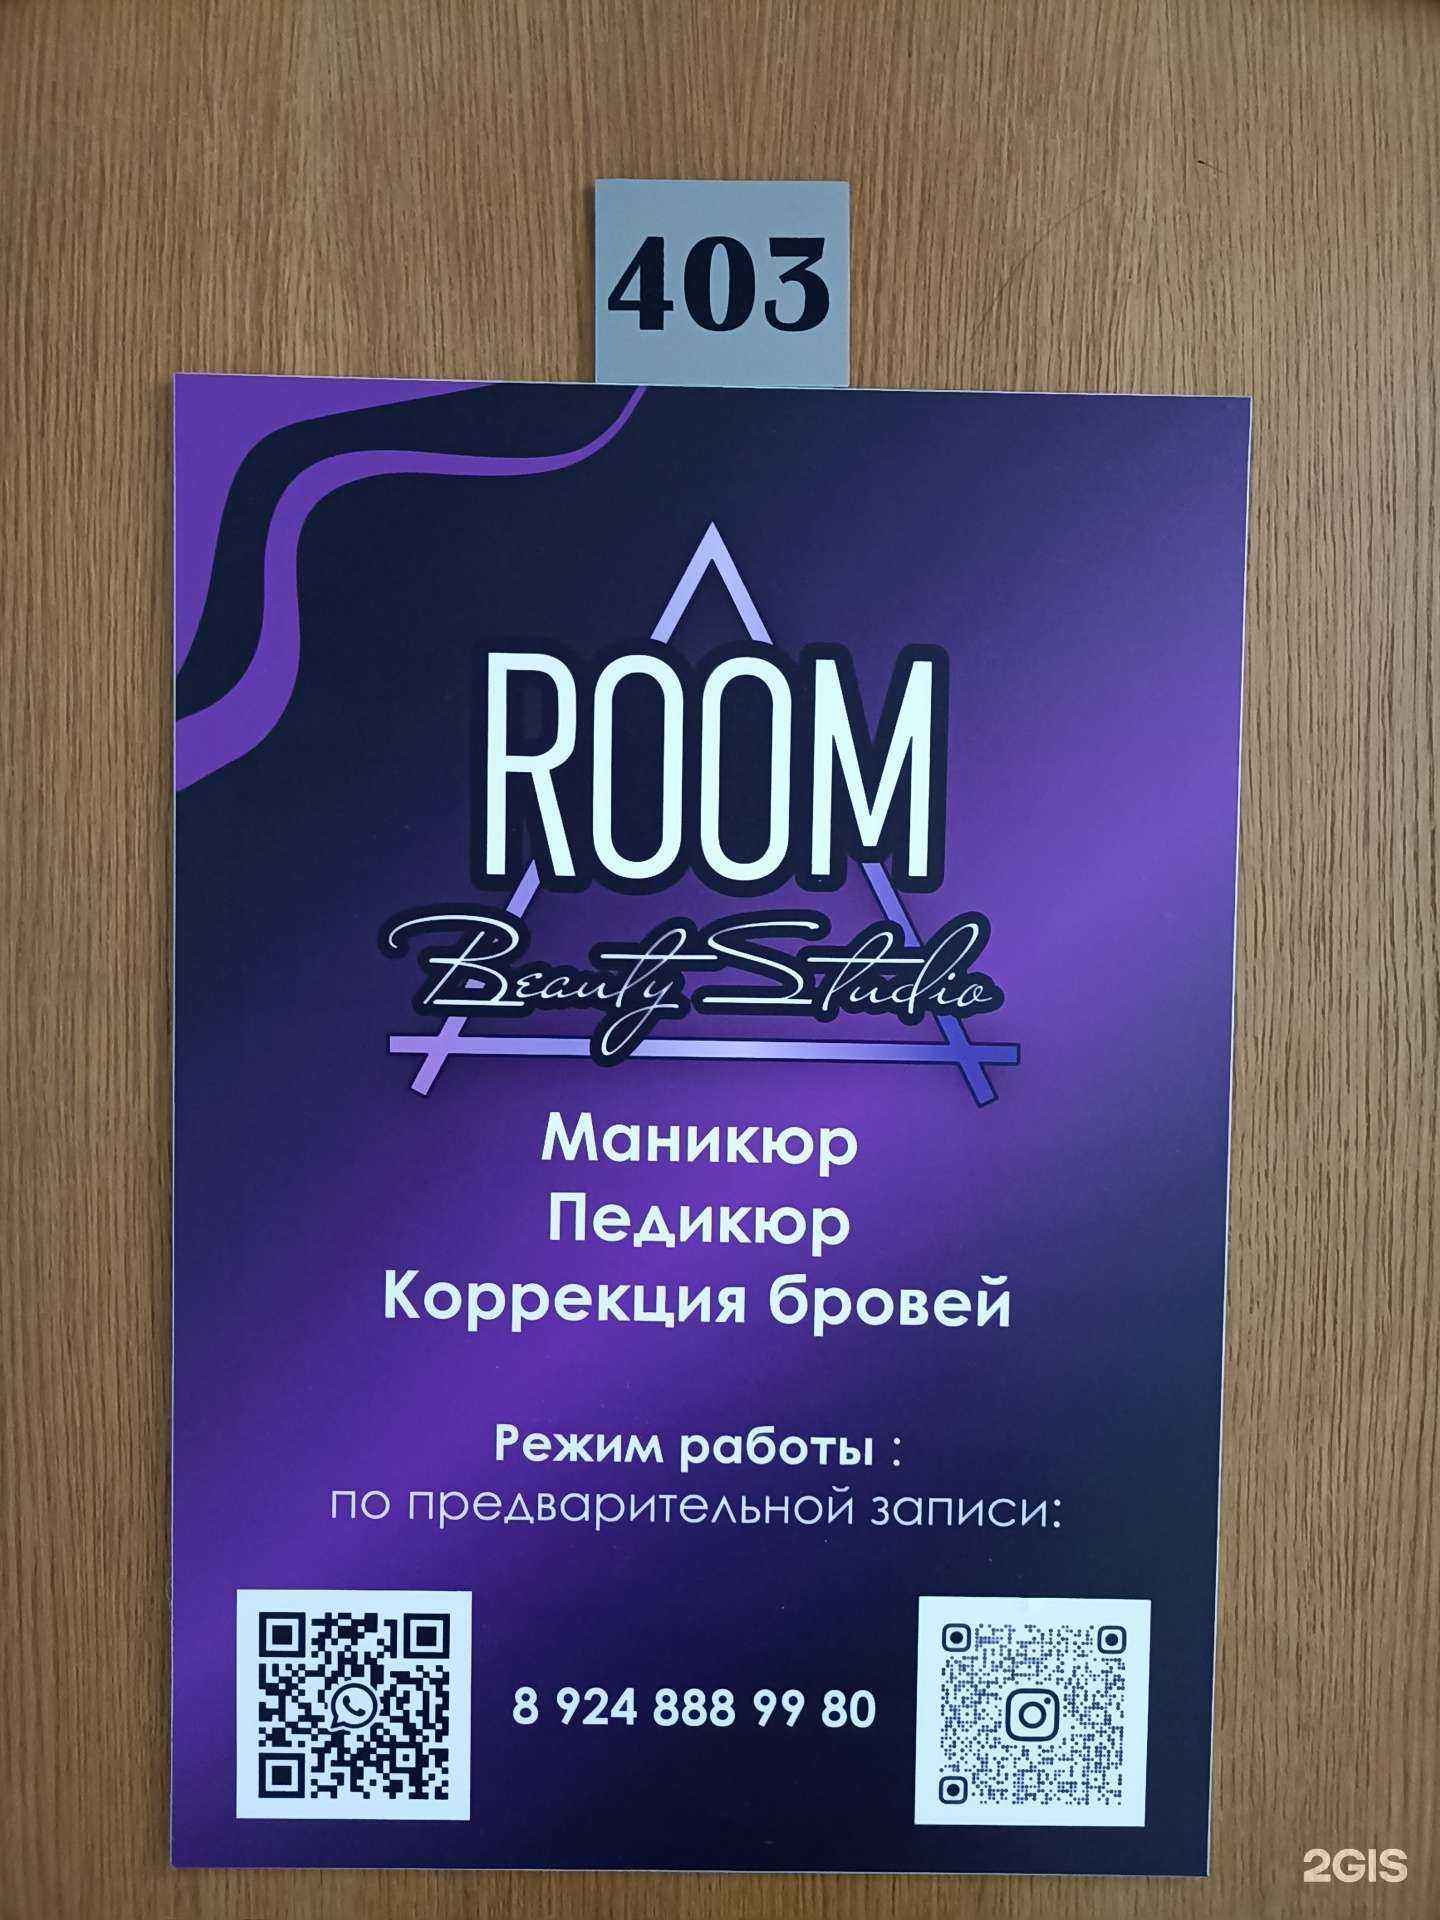 403
ROOM
Beauty Studio
Маникюр
Педикюр
Коррекция бровей
Режим работы :
по предварительной записи:
8 924 888 99 80
2GIS